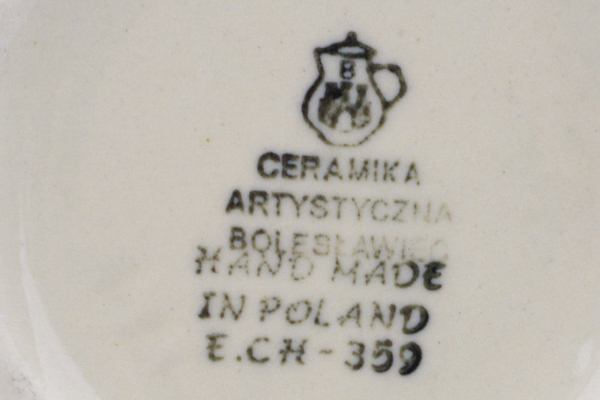 B
CERAMIKA
ARTYSTYCZNA
BOLESŁAWIEC
HAND MADE
IN POLAND
E.CH-359